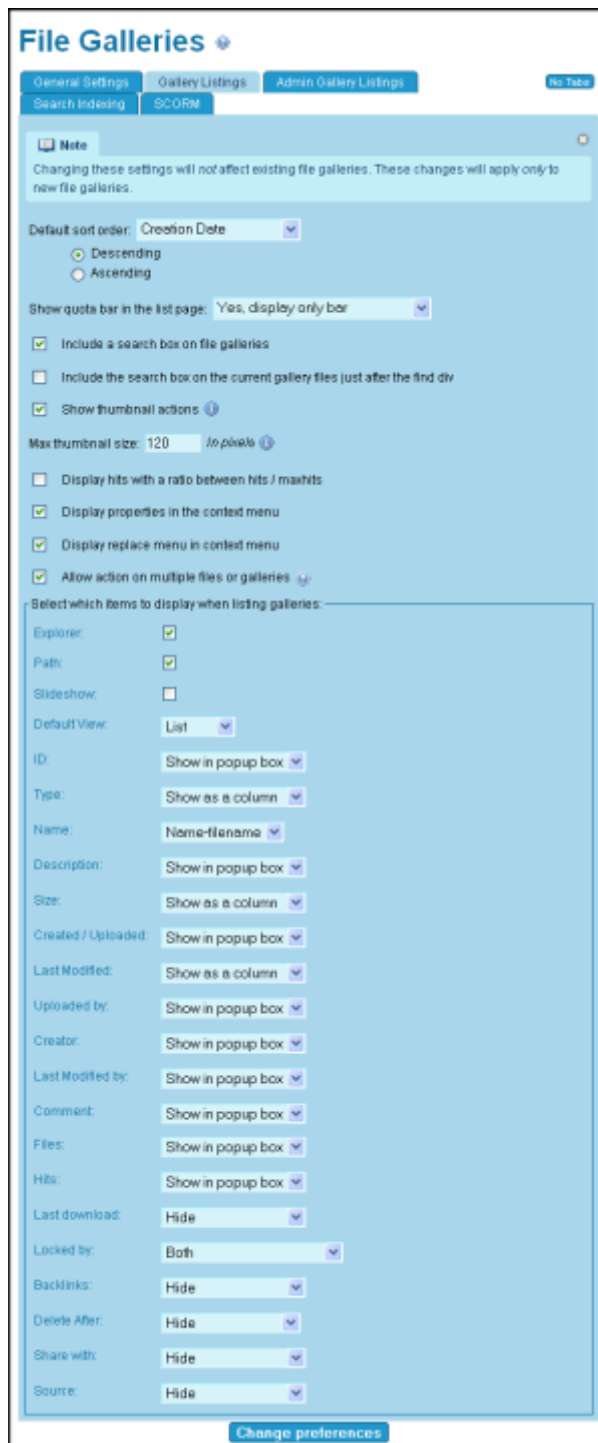 File Galleries
General Settings Gallery Listings Admin Gallery Listings No Tabs
Search Indexing SCORM
Note
Changing these settings will not affect existing file galleries. These changes will apply only to
new file galleries.
Default sort order: Creation Date
Descending
Ascending
Show quota bar in the list page: Yes, display only bar
Include a search box on file galleries
Include the search box on the current gallery files just after the find div
Show thumbnail actions
Max thumbnail size: 120 In pixels
Display hits with a ratio between hits / maxhits
Display properties in the context menu
Display replace menu in context menu
Allow action on multiple files or galleries
Select which items to display when listing galleries:
Explorer:
Path:
Slideshow:
Default View: List
ID: Show in popup box
Type: Show as a column
Name: Name-filename
Description: Show in popup box
Size: Show as a column
Created / Uploaded: Show in popup box
Last Modified: Show as a column
Uploaded by: Show in popup box
Creator: Show in popup box
Last Modified by: Show in popup box
Comment: Show in popup box
Files: Show in popup box
Hits: Show in popup box
Last download: Hide
Locked by: Both
Backlinks: Hide
Delete After: Hide
Share with: Hide
Source: Hide
Change preferences